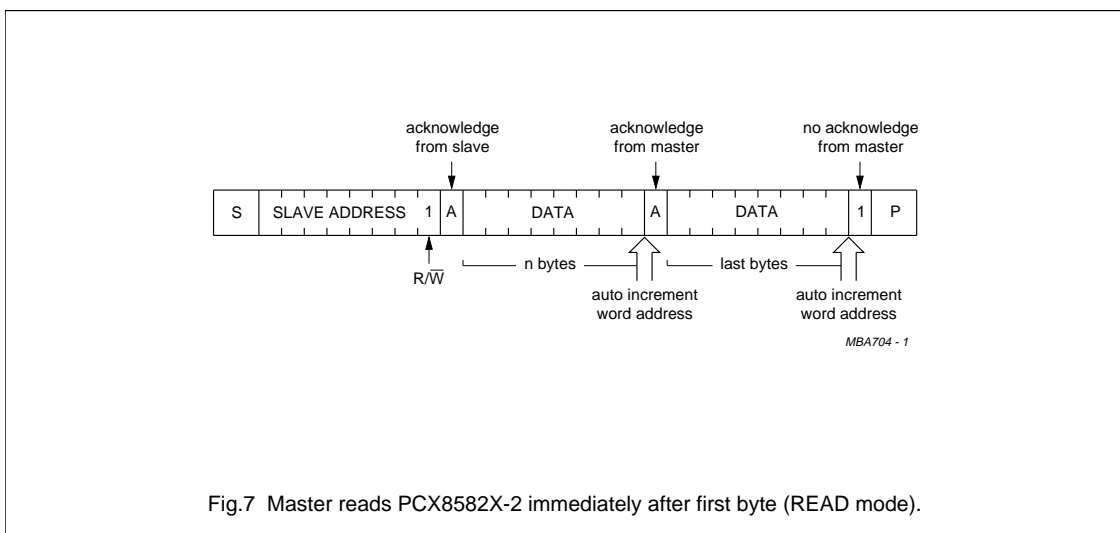 acknowledge
from slave
acknowledge
from master
no acknowledge
from master
S SLAVE ADDRESS 1 A DATA A DATA 1 P
R/W̅
n bytes
last bytes
auto increment
word address
auto increment
word address
MBA704 - 1
Fig.7 Master reads PCX8582X-2 immediately after first byte (READ mode).